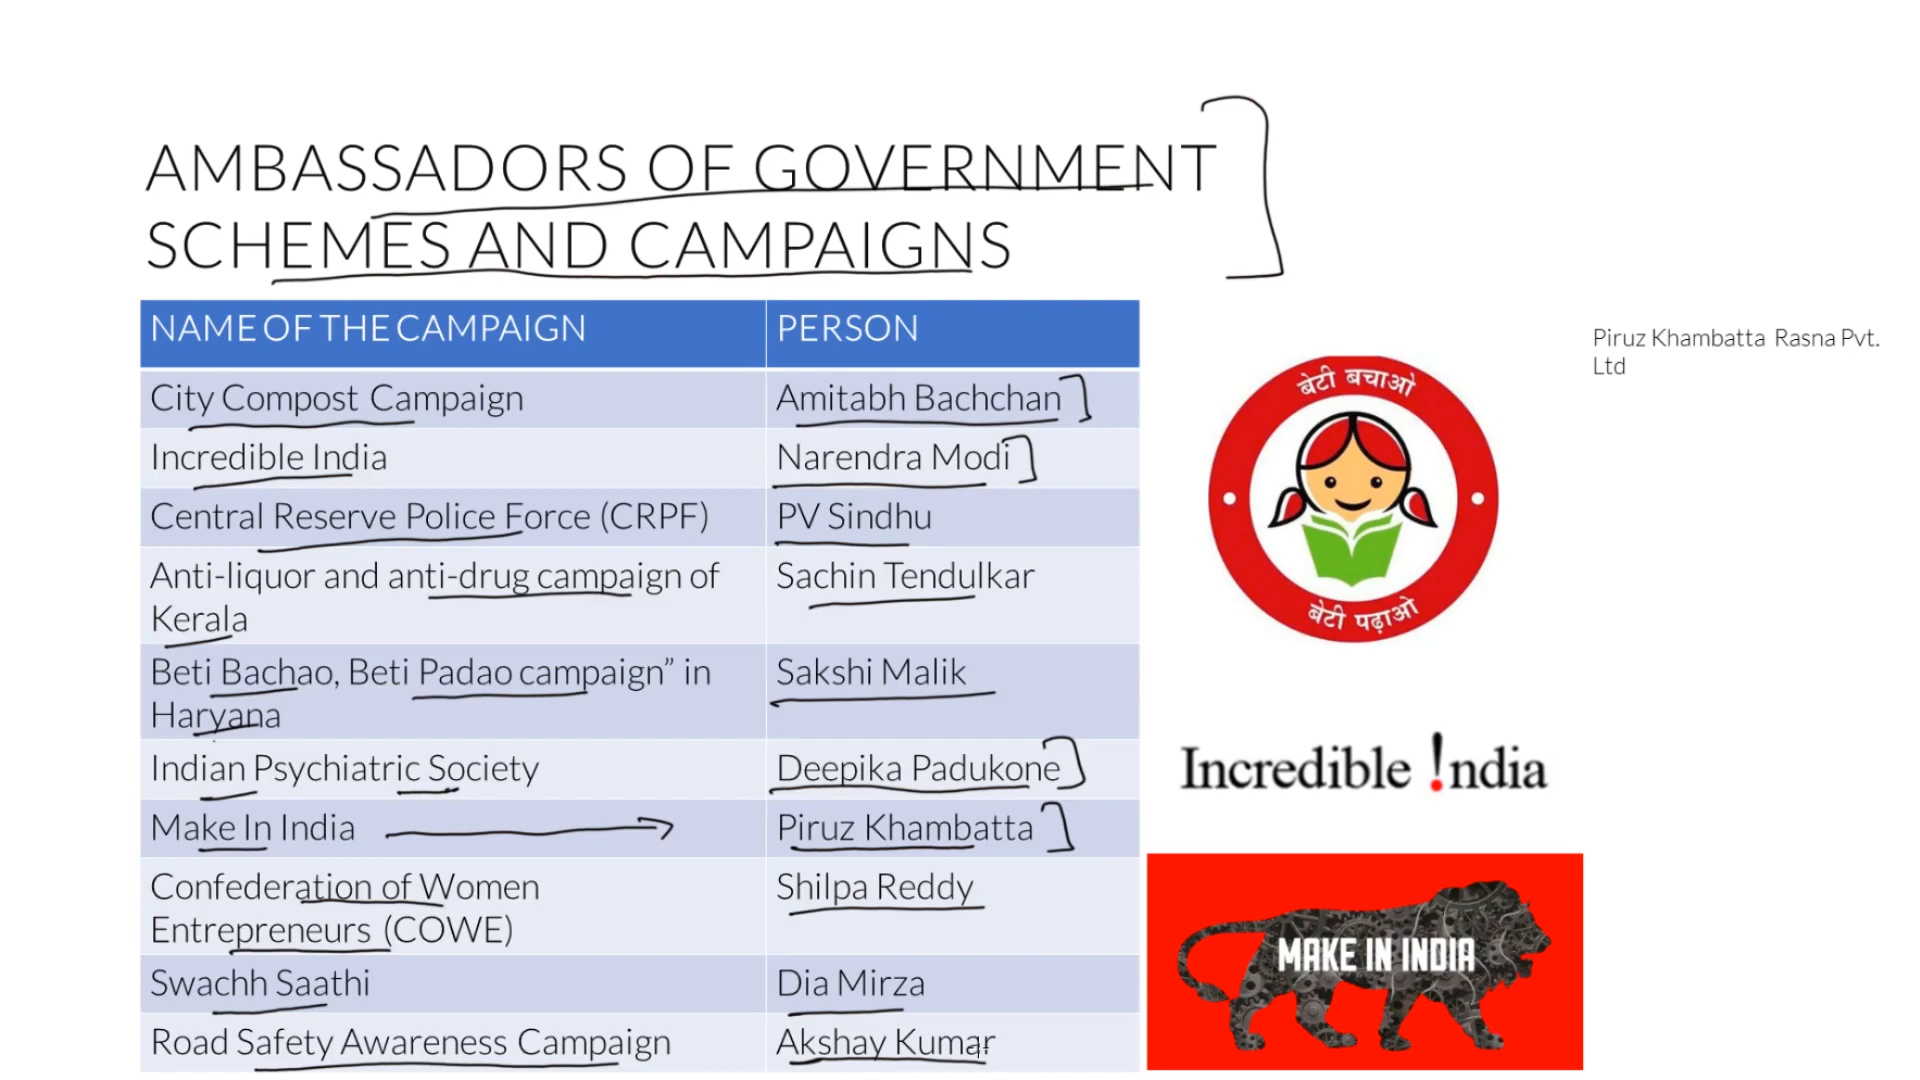 AMBASSADORS OF GOVERNMENT
SCHEMES AND CAMPAIGNS
NAME OF THE CAMPAIGN PERSON
City Compost Campaign Amitabh Bachchan
Incredible India Narendra Modi
Central Reserve Police Force (CRPF) PV Sindhu
Anti-liquor and anti-drug campaign of Sachin Tendulkar
Kerala
Beti Bachao, Beti Padao campaign” in Sakshi Malik
Haryana
Indian Psychiatric Society Deepika Padukone
Make In India Piruz Khambatta
Confederation of Women Shilpa Reddy
Entrepreneurs (COWE)
Swachh Saathi Dia Mirza
Road Safety Awareness Campaign Akshay Kumar
Piruz Khambatta Rasna Pvt.
Ltd
बेटी बचाओ
बेटी पढ़ाओ
Incredible !ndia
MAKE IN INDIA